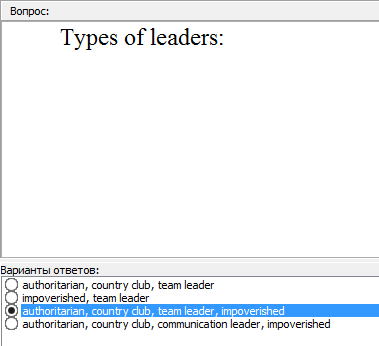 Вопрос:
Types of leaders:
Варианты ответов:
authoritarian, country club, team leader
impoverished, team leader
authoritarian, country club, team leader, impoverished
authoritarian, country club, communication leader, impoverished